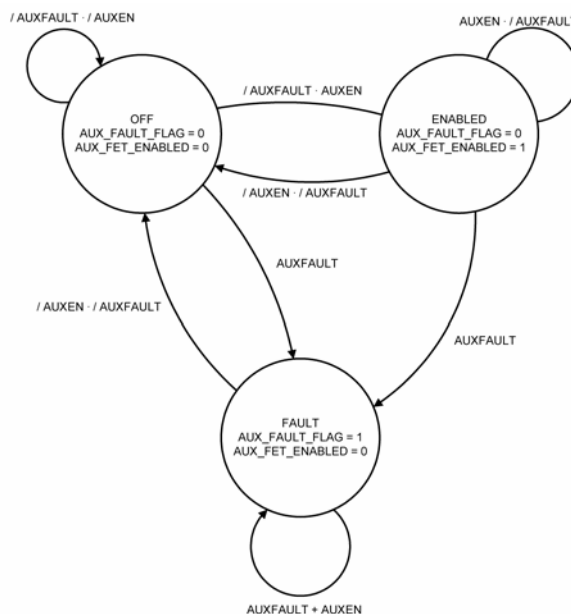 / AUXFAULT · / AUXEN
AUXEN · / AUXFAULT
/ AUXFAULT · AUXEN
OFF
AUX_FAULT_FLAG = 0
AUX_FET_ENABLED = 0
ENABLED
AUX_FAULT_FLAG = 0
AUX_FET_ENABLED = 1
/ AUXEN · / AUXFAULT
AUXFAULT
/ AUXEN · / AUXFAULT
AUXFAULT
FAULT
AUX_FAULT_FLAG = 1
AUX_FET_ENABLED = 0
AUXFAULT + AUXEN